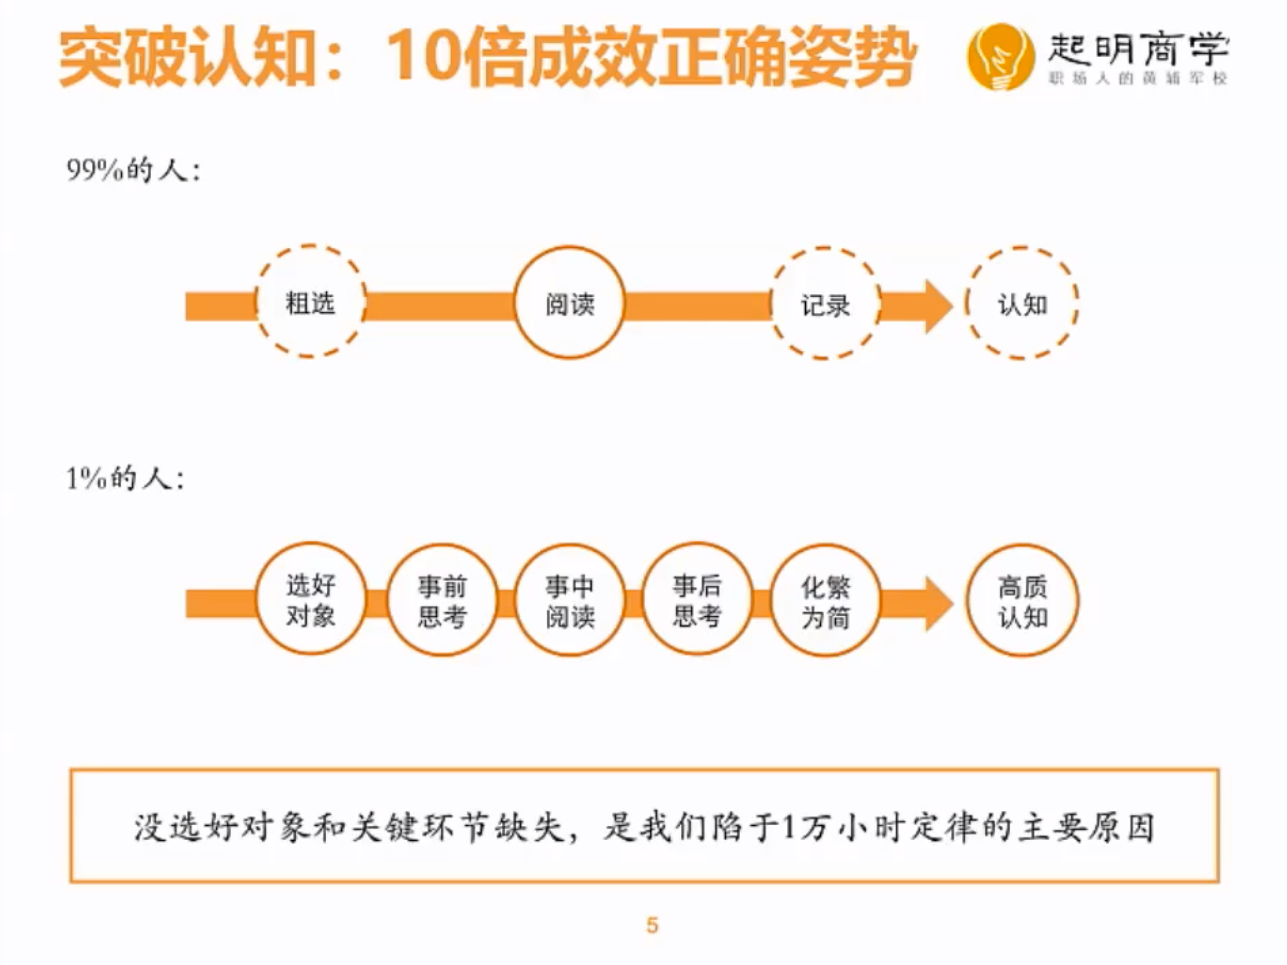 突破认知：10倍成效正确姿势
起明商学
职场人的黄埔军校
99%的人：
粗选
阅读
记录
认知
1%的人：
选好
对象
事前
思考
事中
阅读
事后
思考
化繁
为简
高质
认知
没选好对象和关键环节缺失，是我们陷于1万小时定律的主要原因
5